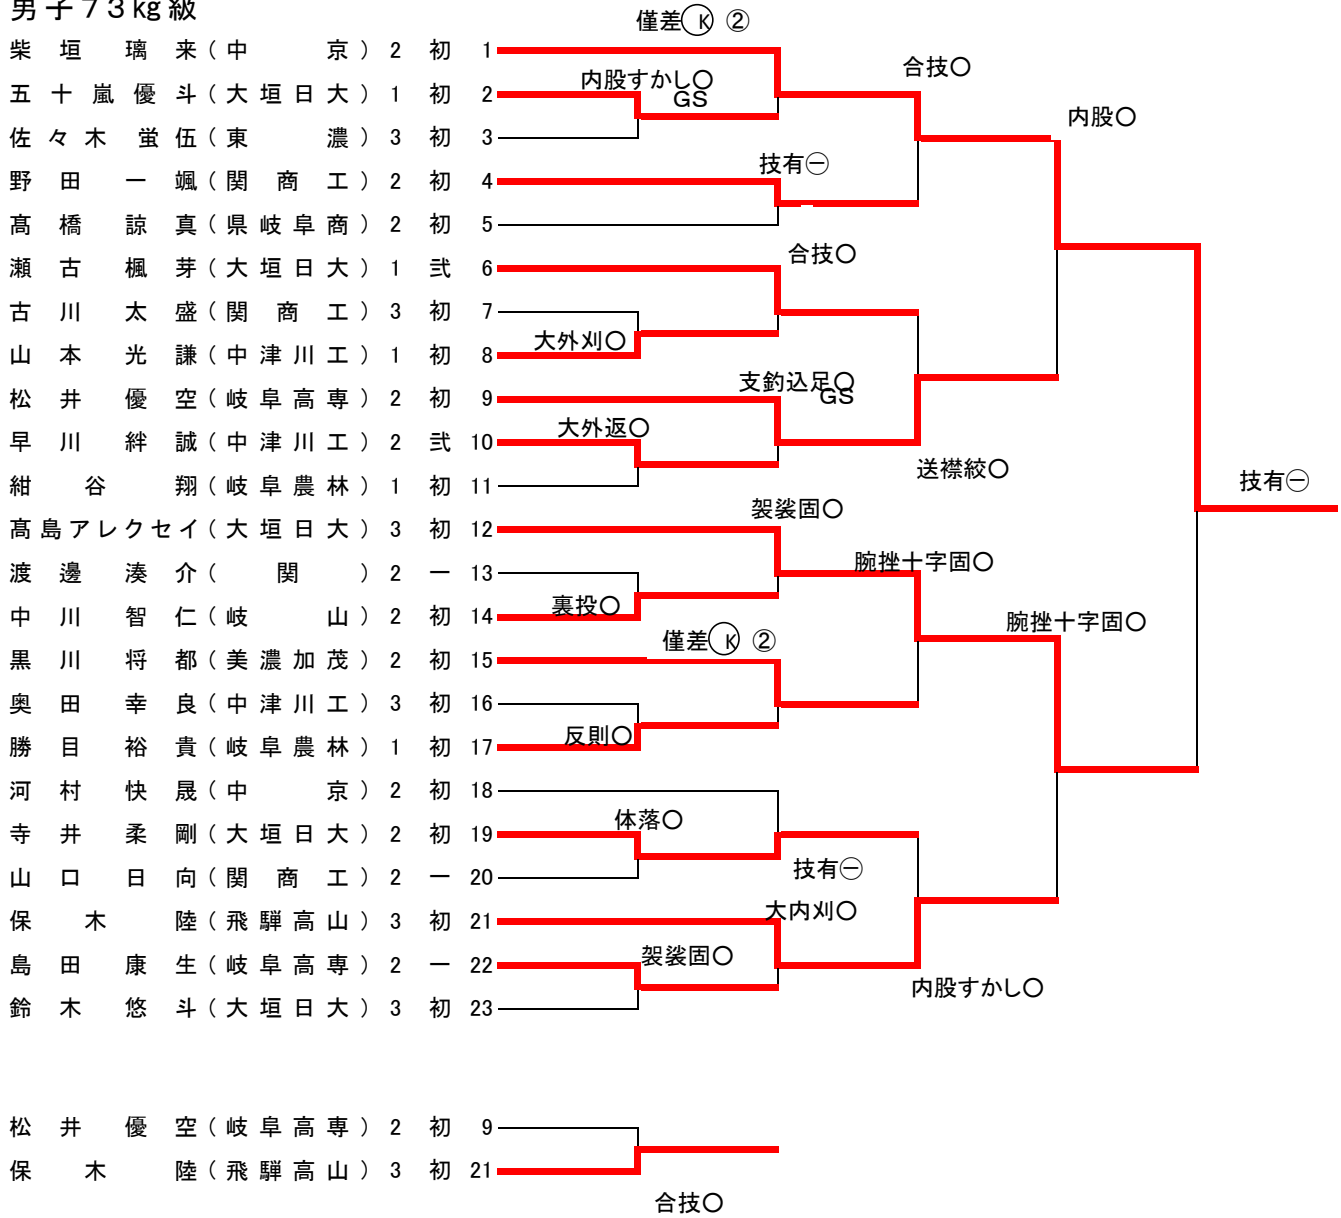 男子73kg級
僅差Ⓚ ②
柴垣璃来(中京) 2 初 1
合技〇
内股すかし〇
五十嵐優斗(大垣日大) 1 初 2
GS
内股〇
佐々木蛍伍(東濃) 3 初 3
技有㊀
野田一颯(関商工) 2 初 4
髙橋諒真(県岐阜商) 2 初 5
合技〇
瀬古楓芽(大垣日大) 1 弐 6
古川太盛(関商工) 3 初 7
大外刈〇
山本光謙(中津川工) 1 初 8
支釣込足〇
GS
松井優空(岐阜高専) 2 初 9
大外返〇
早川絆誠(中津川工) 2 弐 10
送襟絞〇
技有㊀
紺谷翔(岐阜農林) 1 初 11
袈裟固〇
髙島アレクセイ(大垣日大) 3 初 12
腕挫十字固〇
渡邊湊介(関) 2 一 13
裏投〇
中川智仁(岐山) 2 初 14
腕挫十字固〇
僅差Ⓚ ②
黒川将都(美濃加茂) 2 初 15
奥田幸良(中津川工) 3 初 16
反則〇
勝目裕貴(岐阜農林) 1 初 17
河村快晟(中京) 2 初 18
体落〇
寺井柔剛(大垣日大) 2 初 19
技有㊀
山口日向(関商工) 2 一 20
大内刈〇
保木陸(飛騨高山) 3 初 21
袈裟固〇
島田康生(岐阜高専) 2 一 22
内股すかし〇
鈴木悠斗(大垣日大) 3 初 23
松井優空(岐阜高専) 2 初 9
保木陸(飛騨高山) 3 初 21
合技〇